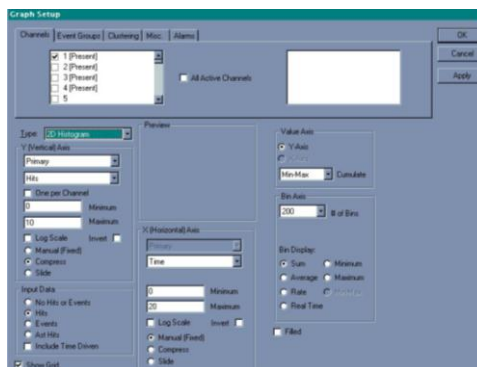 Graph Setup
Channels Event Groups Clustering Misc. Alarms
OK
Cancel
Apply
1 [Present]
2 [Present]
3 [Present]
4 [Present]
5
All Active Channels
Type: 2D Histogram
Y (Vertical) Axis
Primary
Hits
One per Channel
0 Minimum
10 Maximum
Log Scale Invert
Manual (Fixed)
Compress
Slide
Input Data
No Hits or Events
Hits
Events
Ast Hits
Include Time Driven
Show Grid
Preview
X (Horizontal) Axis
Primary
Time
0 Minimum
20 Maximum
Log Scale Invert
Manual (Fixed)
Compress
Slide
Value Axis
Y-Axis
Min-Max Cumulate
Bin Axis
200 # of Bins
Bin Display:
Sum Minimum
Average Maximum
Rate
Real Time
Filled